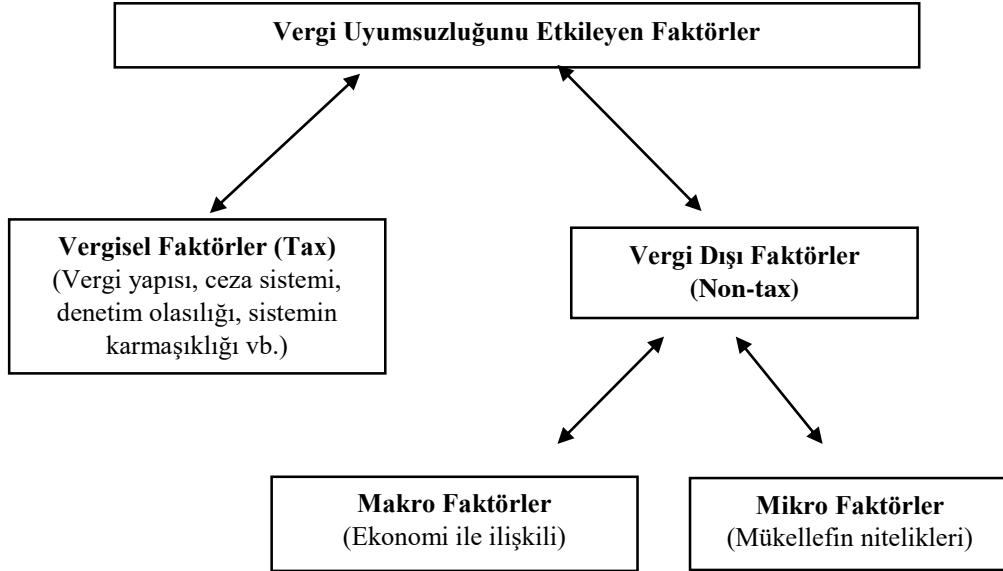 Vergi Uyumsuzluğunu Etkileyen Faktörler
Vergisel Faktörler (Tax)
(Vergi yapısı, ceza sistemi,
denetim olasılığı, sistemin
karmaşıklığı vb.)
Vergi Dışı Faktörler
(Non-tax)
Makro Faktörler
(Ekonomi ile ilişkili)
Mikro Faktörler
(Mükellefin nitelikleri)